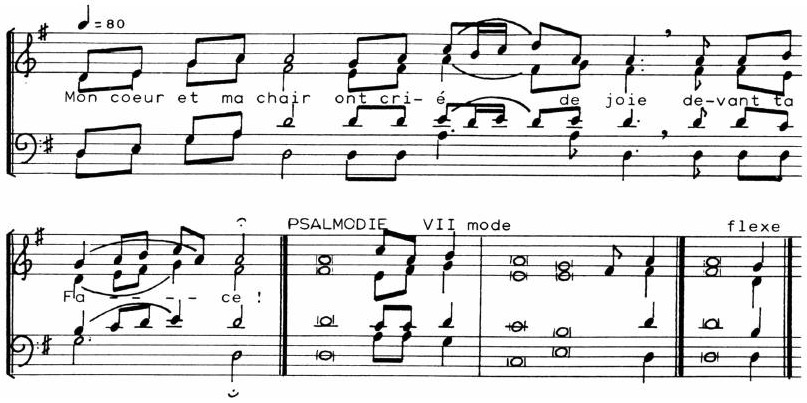 = 80
Mon coeur et ma chair ont cri-é de joie de-vant ta
PSALMODIE VII mode flexe
Fa - - - - ce !